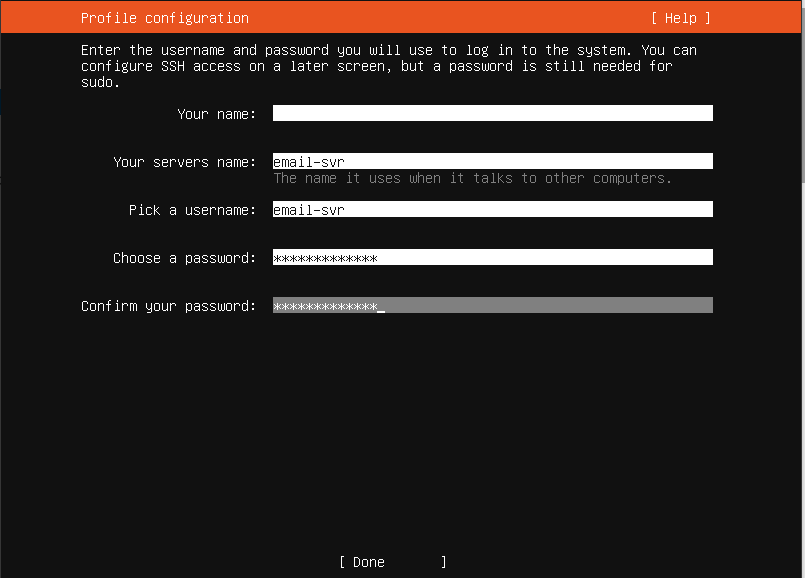 Profile configuration [ Help ]
Enter the username and password you will use to log in to the system. You can
configure SSH access on a later screen, but a password is still needed for
sudo.
Your name:
Your servers name: email-svr
The name it uses when it talks to other computers.
Pick a username: email-svr
Choose a password: *************
Confirm your password: *************_
[ Done ]